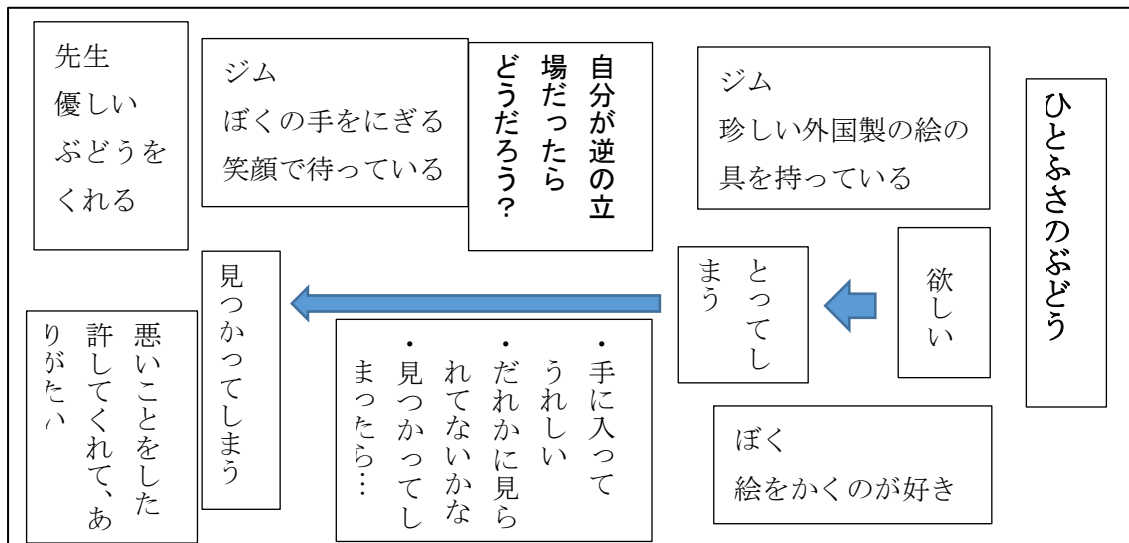 ひとふさのぶどう
ジム
珍しい外国製の絵の
具を持っている
欲しい
ぼく
絵をかくのが好き
とってし
まう
自分が逆の立
場だったら
どうだろう？
・手に入って
うれしい
・だれかに見ら
れてないかな
・見つかってし
まったら…
ジム
ぼくの手をにぎる
笑顔で待っている
見つかってしまう
先生
優しい
ぶどうを
くれる
悪いことをした
許してくれて、あ
りがたい